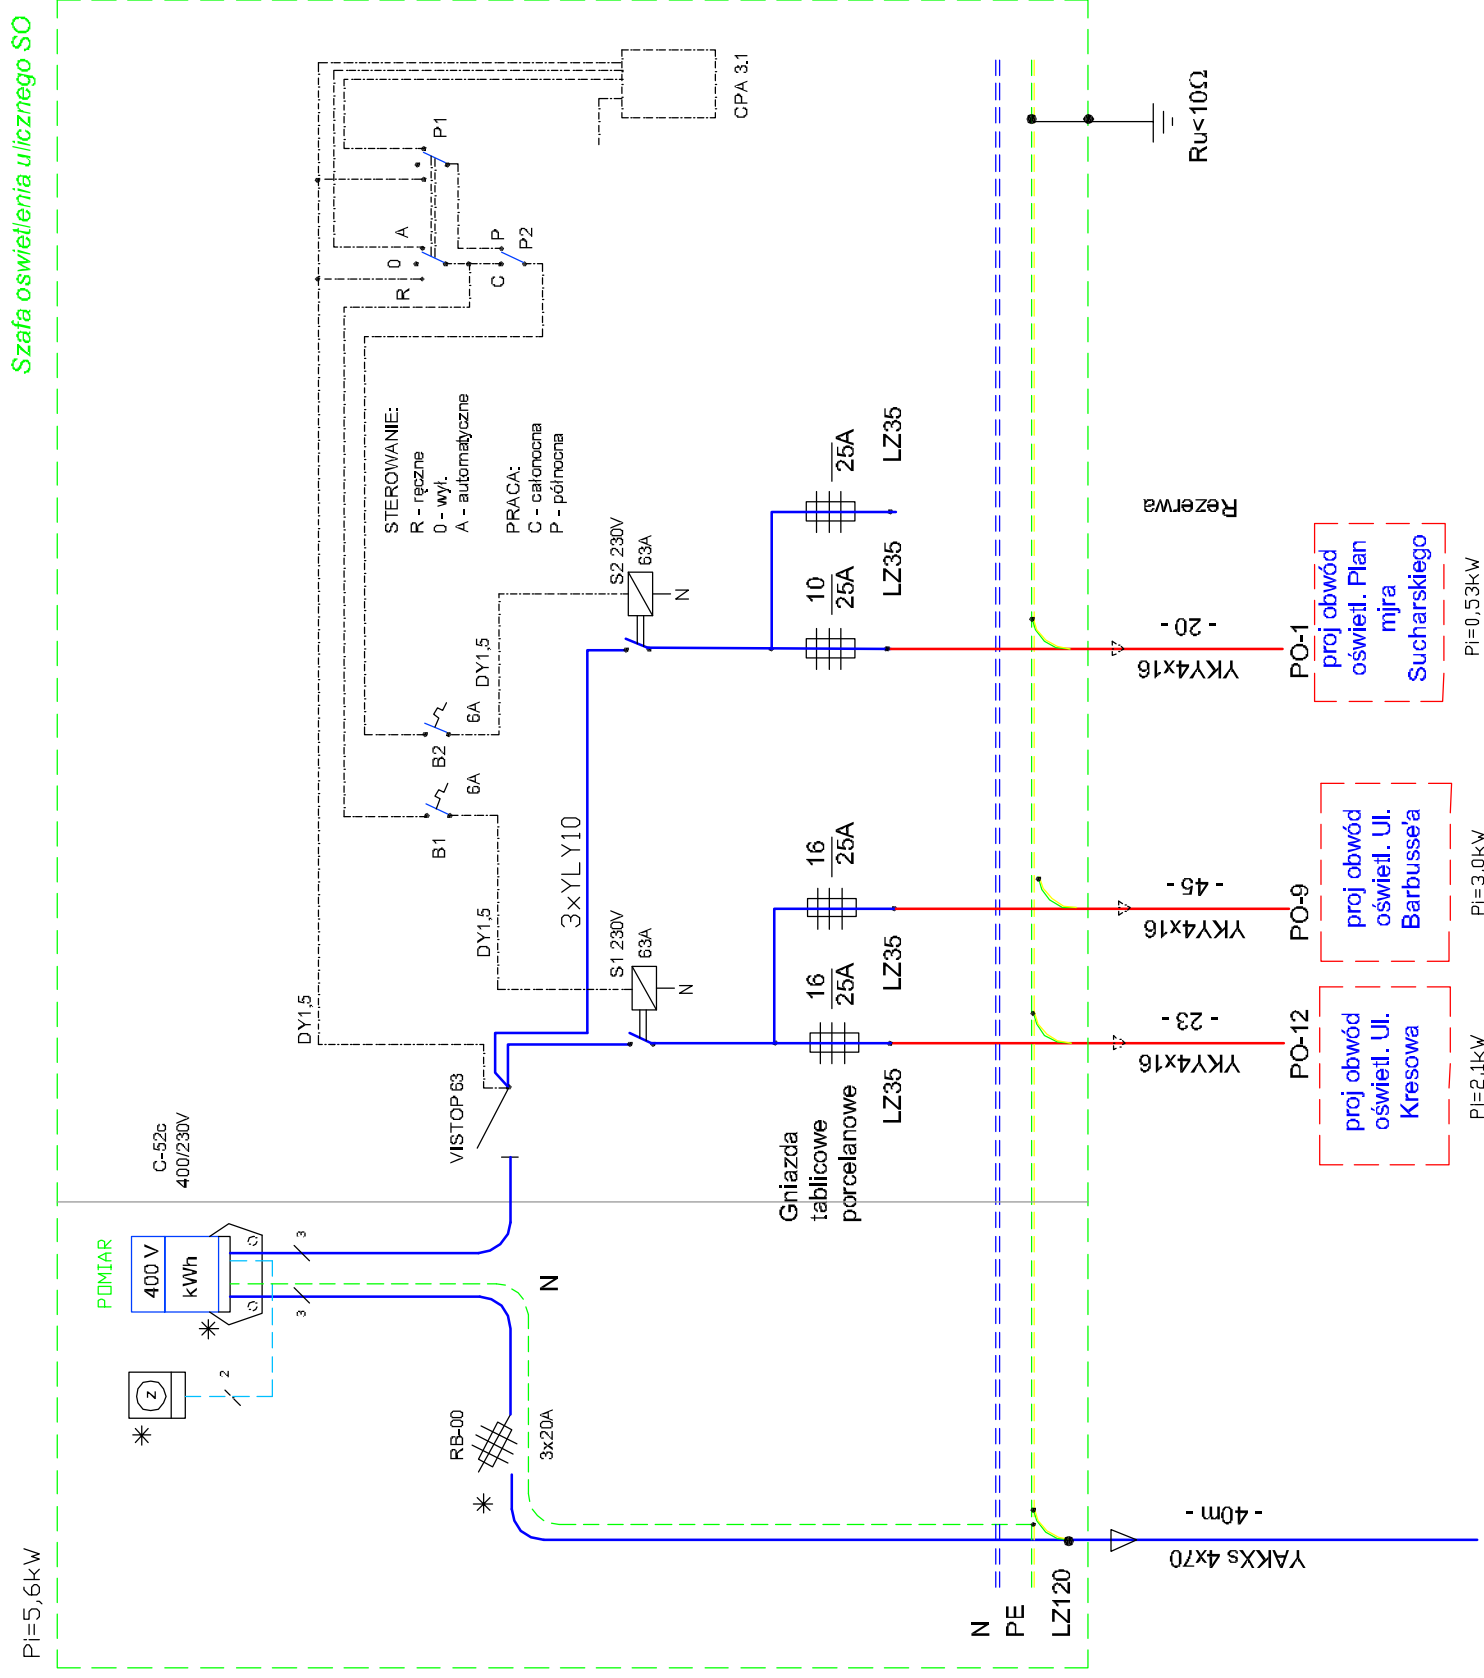 Szafa oswietlenia ulicznego SO
Pi=5,6kW
POMIAR
400 V
kWh
z
2
3
3
C-52c
400/230V
RB-00
3x20A
N
VISTOP 63
DY1,5
DY1,5
DY1,5
B1
6A
B2
6A
3xYLY10
S1 230V
63A
N
S2 230V
63A
N
STEROWANIE:
R - ręczne
0 - wył.
A - automatyczne
PRACA:
C - całonocna
P - północna
R
0
A
P1
C
P
P2
CPA 3.1
Gniazda
tablicowe
porcelanowe
16
25A
LZ35
16
25A
LZ35
10
25A
LZ35
25A
LZ35
N
PE
LZ120
Ru<10Ω
YAKXs 4x70
- 40m -
YKY4x16
- 23 -
YKY4x16
- 45 -
YKY4x16
- 20 -
Rezerwa
PO-12
proj obwód
oświetl. Ul.
Kresowa
Pi=2,1kW
PO-9
proj obwód
oświetl. Ul.
Barbusse'a
Pi=3,0kW
PO-1
proj obwód
oświetl. Plan
mjra
Sucharskiego
Pi=0,53kW